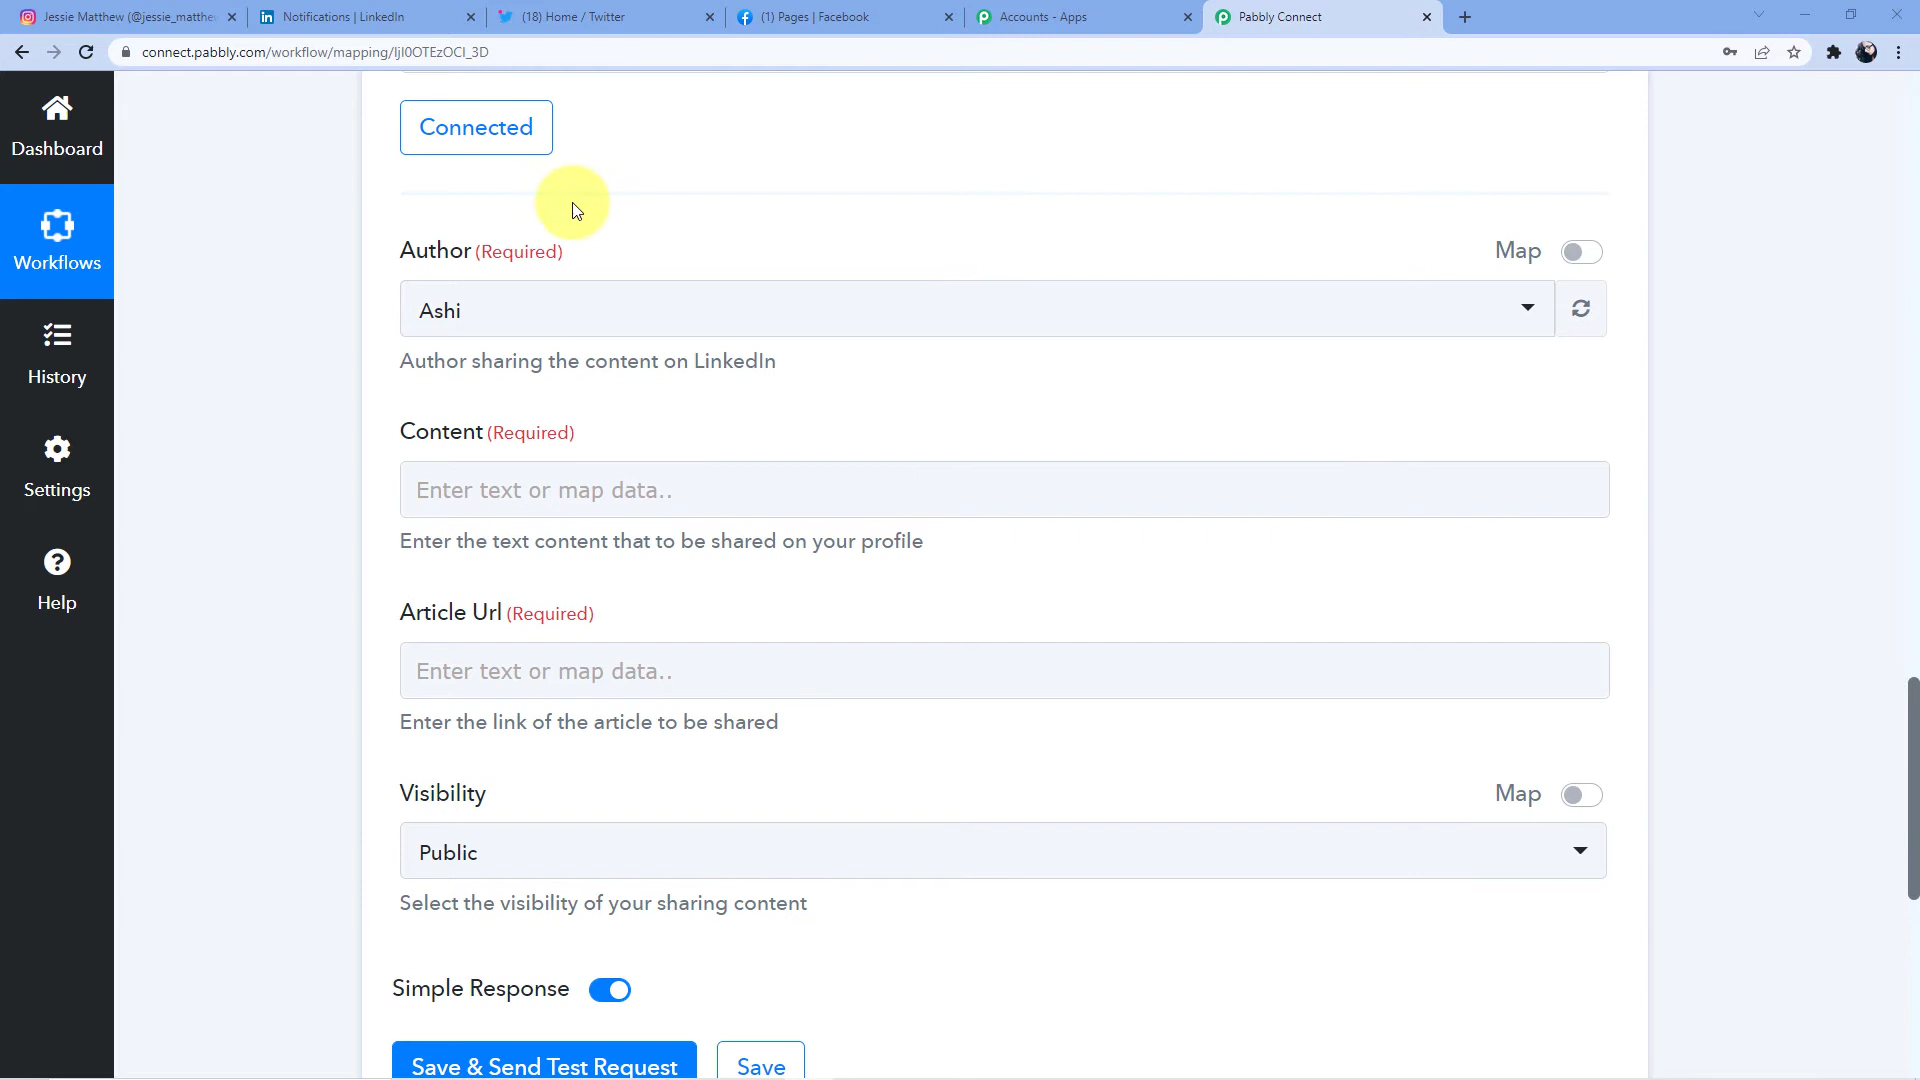 Jessie Matthew (@jessie_matthe
Notifications | LinkedIn
(18) Home / Twitter
(1) Pages | Facebook
Accounts - Apps
Pabbly Connect
connect.pabbly.com/workflow/mapping/IjI0OTEzOCI_3D
Dashboard
Workflows
History
Settings
Help
Connected
Author (Required)
Map
Ashi
Author sharing the content on LinkedIn
Content (Required)
Enter text or map data..
Enter the text content that to be shared on your profile
Article Url (Required)
Enter text or map data..
Enter the link of the article to be shared
Visibility
Map
Public
Select the visibility of your sharing content
Simple Response
Save & Send Test Request
Save